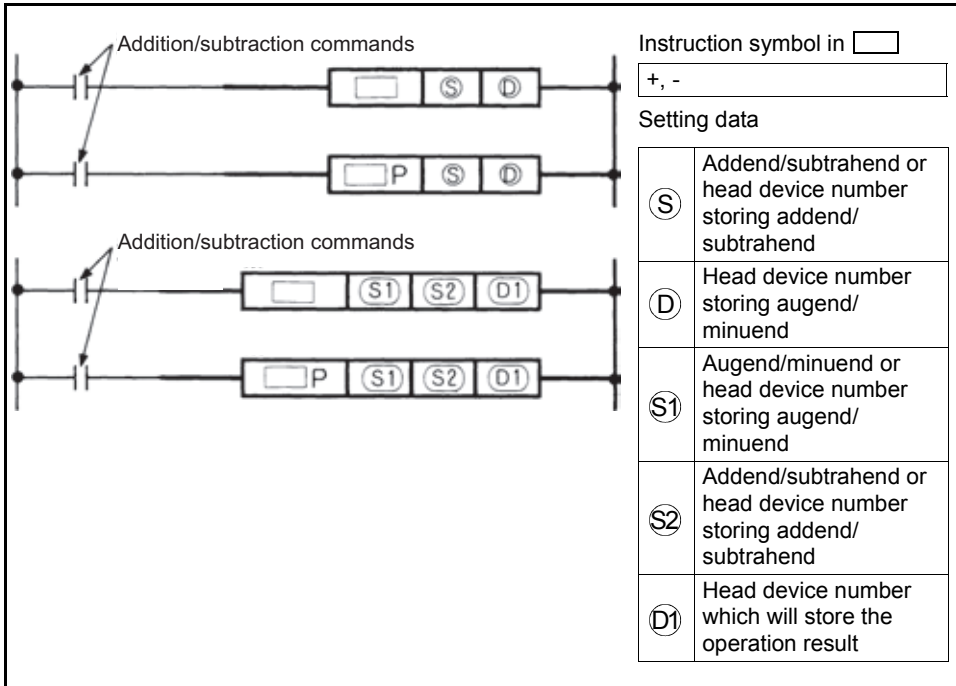 Addition/subtraction commands
S D
P S D
Addition/subtraction commands
S1 S2 D1
P S1 S2 D1
Instruction symbol in
+, -
Setting data
S
Addend/subtrahend or
head device number
storing addend/
subtrahend
D
Head device number
storing augend/
minuend
S1
Augend/minuend or
head device number
storing augend/
minuend
S2
Addend/subtrahend or
head device number
storing addend/
subtrahend
D1
Head device number
which will store the
operation result